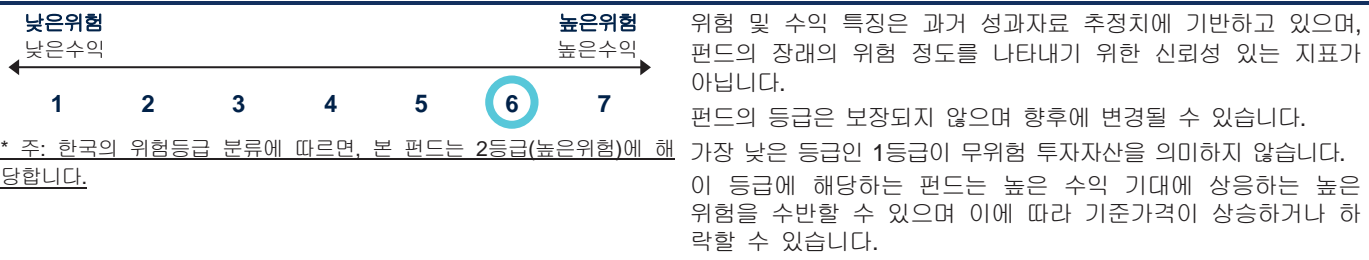 낮은위험 높은위험
낮은수익 높은수익
1 2 3 4 5 6 7
* 주: 한국의 위험등급 분류에 따르면, 본 펀드는 2등급(높은위험)에 해
당합니다.
위험 및 수익 특징은 과거 성과자료 추정치에 기반하고 있으며,
펀드의 장래의 위험 정도를 나타내기 위한 신뢰성 있는 지표가
아닙니다.
펀드의 등급은 보장되지 않으며 향후에 변경될 수 있습니다.
가장 낮은 등급인 1등급이 무위험 투자자산을 의미하지 않습니다.
이 등급에 해당하는 펀드는 높은 수익 기대에 상응하는 높은
위험을 수반할 수 있으며 이에 따라 기준가격이 상승하거나 하
락할 수 있습니다.